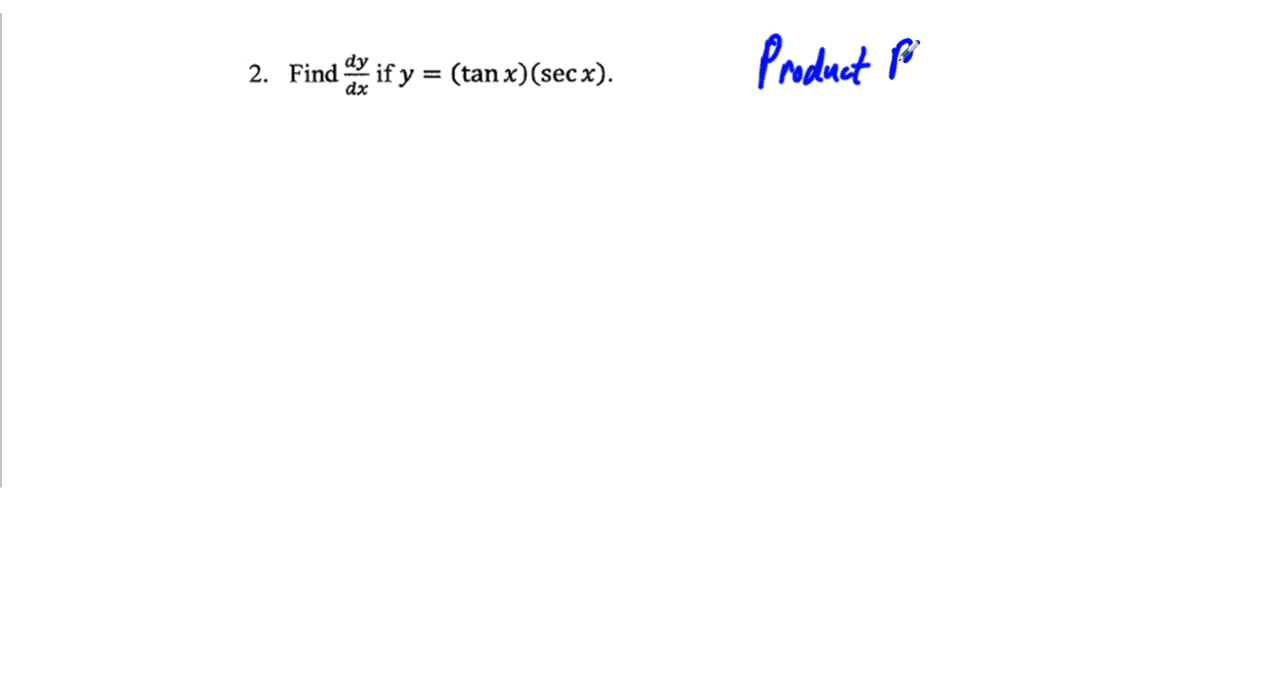 2. Find dy/dx if y = (tan x)(sec x).
Product